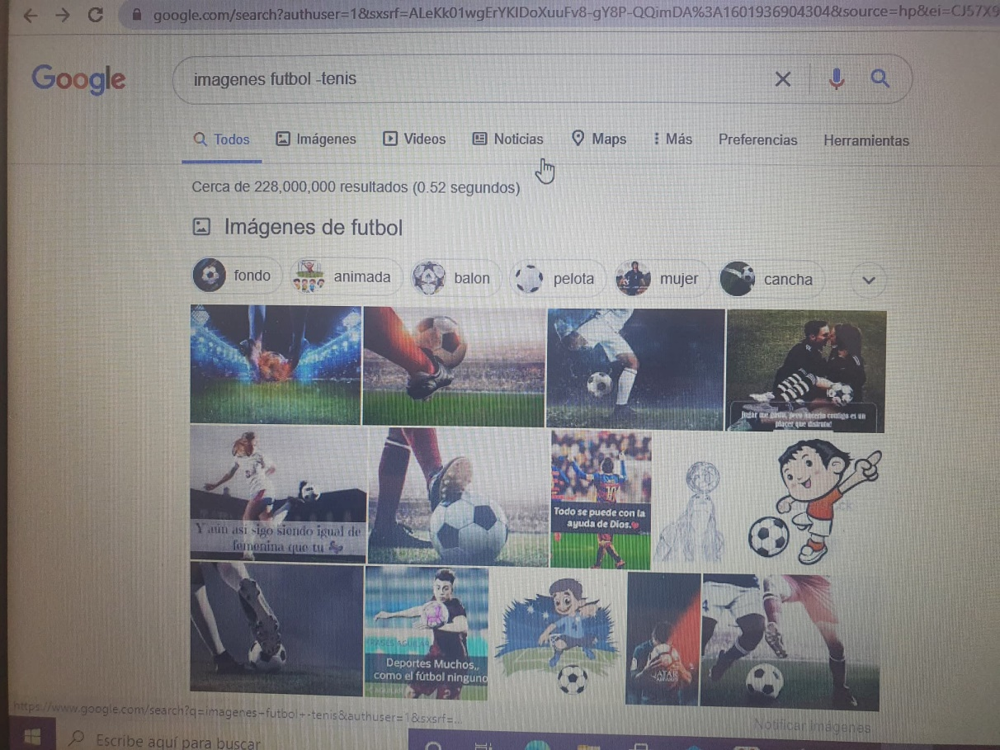 google.com/search?authuser=1&sxsrf=ALeKk01wgErYKIDoXuuFv8-gY8P-QQimDA%3A1601936904304&source=hp&ei=CJ57X9
Google
imagenes futbol -tenis
Todos Imágenes Videos Noticias Maps Más Preferencias Herramientas
Cerca de 228,000,000 resultados (0.52 segundos)
Imágenes de futbol
fondo animada balon pelota mujer cancha
Jugar me gusta, pero hacerlo contigo es un
placer que disfruto!
Y aún así sigo siendo igual de
femenina que tu
10
Todo se puede con la
ayuda de Dios.
Deportes Muchos,,
como el fútbol ninguno
QATAR
AIRWAYS
https://www.google.com/search?q=imagenes+futbol+-tenis&authuser=1&sxsrf=...
Notificar imágenes
Escribe aquí para buscar